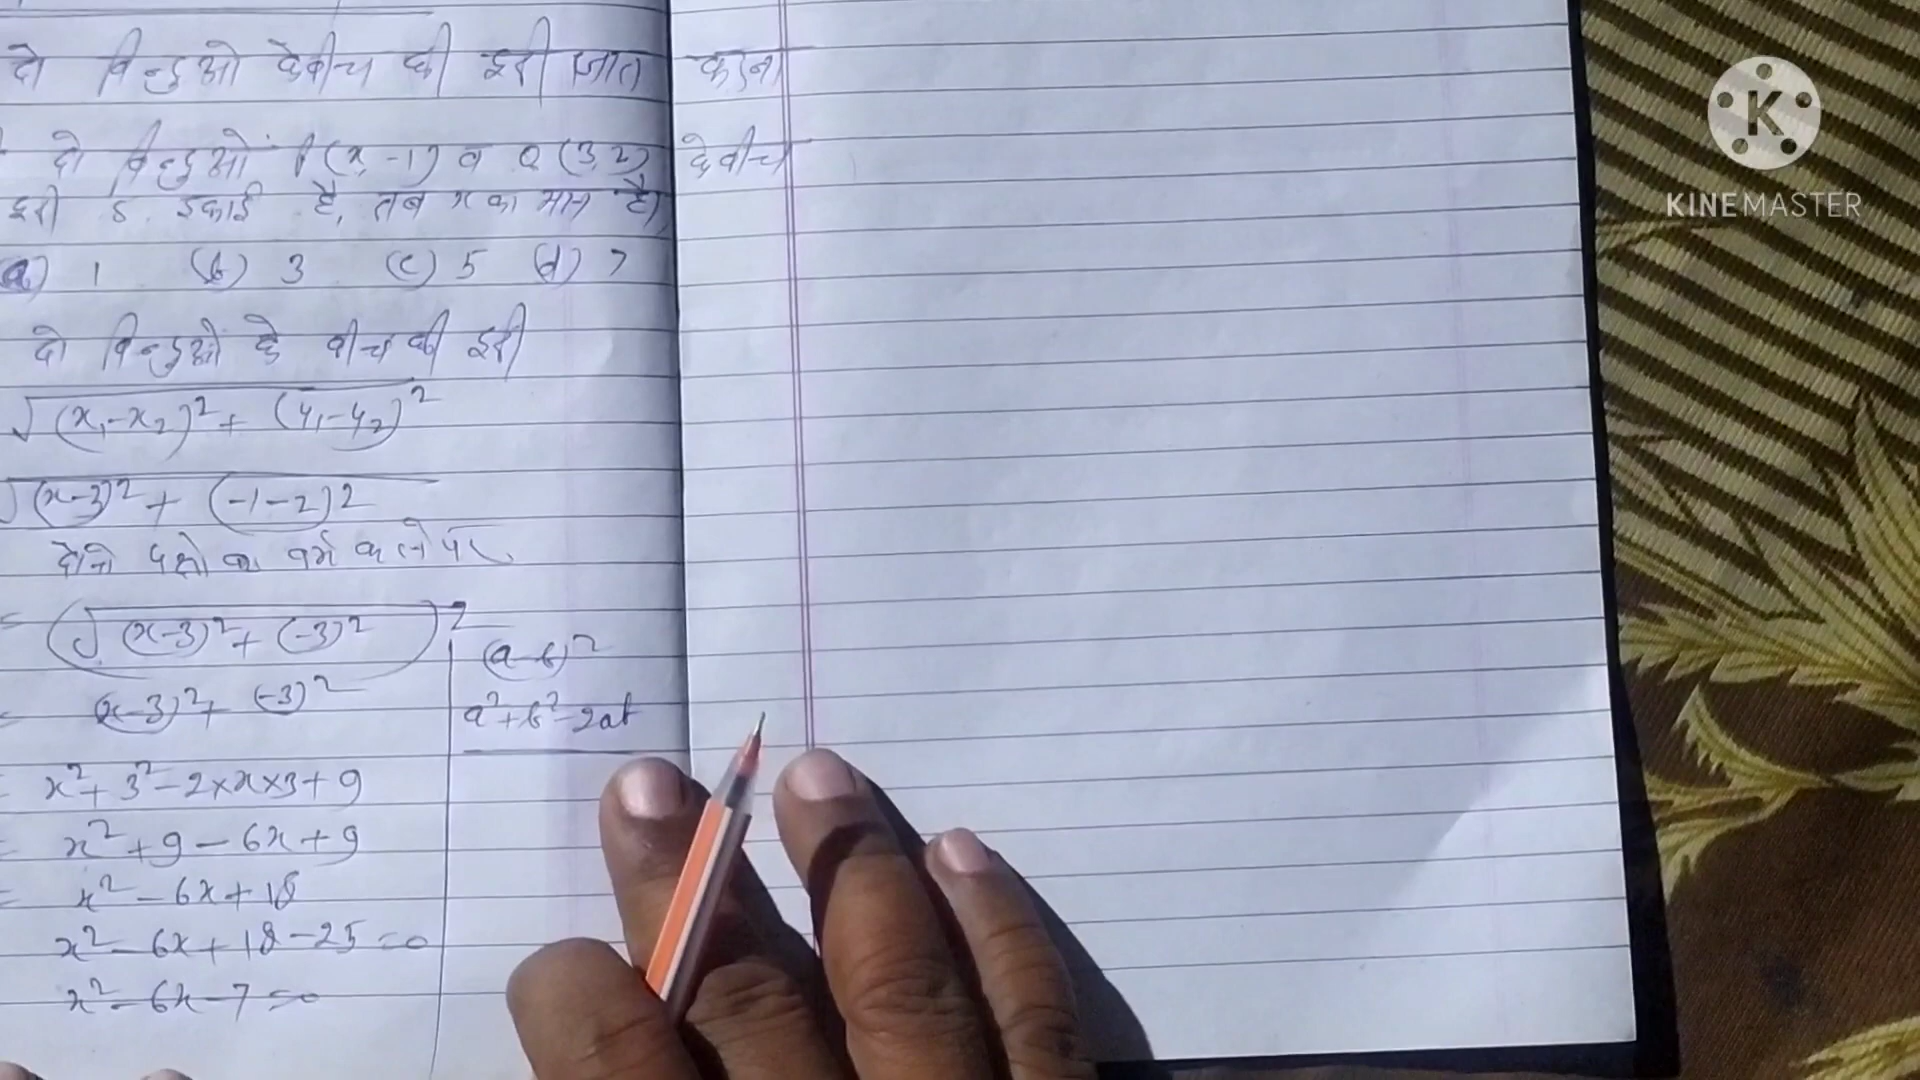 दो बिन्दुओ के बीच की दूरी ज्ञात करना
दो बिन्दुओं P(x, -1) व Q(3, 2) के बीच
दूरी 5 इकाई है, तब x का मान है।
(a) 1 (b) 3 (c) 5 (d) 7
दो बिन्दुओं के बीच की दूरी
√(x₁-x₂)² + (y₁-y₂)²
√(x-3)² + (-1-2)2
दोनो पक्षो का वर्ग करने पर
= (√(x-3)² + (-3)²)²
(a-b)²
= (x-3)² + (-3)²
a²+b²-2ab
= x² + 3² - 2×x×3 + 9
= x² + 9 - 6x + 9
= x² - 6x + 18
x² - 6x + 18 - 25 = 0
x² - 6x - 7 = 0
KINEMASTER